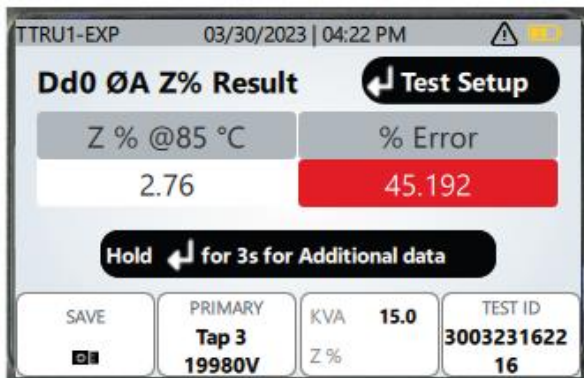 TTRU1-EXP 03/30/2023 | 04:22 PM
Dd0 ØA Z% Result
Test Setup
Z % @85 °C % Error
2.76 45.192
Hold for 3s for Additional data
SAVE
PRIMARY
Tap 3
19980V
KVA 15.0
Z %
TEST ID
3003231622
16